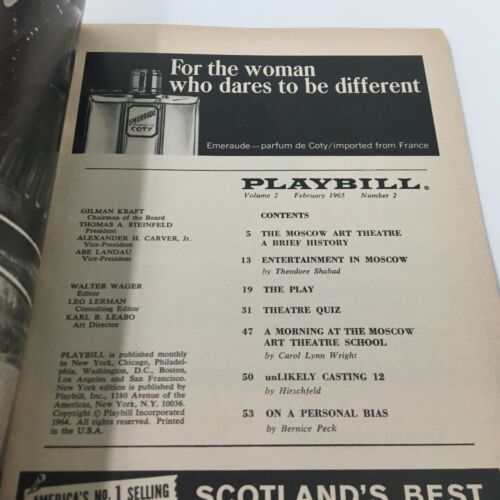 For the woman
who dares to be different
EMERAUDE
COTY
Emeraude—parfum de Coty/imported from France
PLAYBILL®
Volume 2 February 1965 Number 2
GILMAN KRAFT
Chairman of the Board
THOMAS A. STEINFELD
President
ALEXANDER H. CARVER, Jr.
Vice-President
ABE LANDAU
Vice-President
WALTER WAGER
Editor
LEO LERMAN
Consulting Editor
KARL B. LEABO
Art Director
PLAYBILL is published monthly
in New York, Chicago, Philadel-
phia, Washington, D.C., Boston,
Los Angeles and San Francisco.
New York edition is published by
Playbill, Inc., 1180 Avenue of the
Americas, New York, N.Y. 10036.
Copyright © Playbill Incorporated
1964. All rights reserved. Printed
in the U.S.A.
CONTENTS
5 THE MOSCOW ART THEATRE
A BRIEF HISTORY
13 ENTERTAINMENT IN MOSCOW
by Theodore Shabad
19 THE PLAY
31 THEATRE QUIZ
47 A MORNING AT THE MOSCOW
ART THEATRE SCHOOL
by Carol Lynn Wright
50 unLIKELY CASTING 12
by Hirschfeld
53 ON A PERSONAL BIAS
by Bernice Peck
AMERICA'S NO. 1 SELLING
SCOTLAND'S BEST